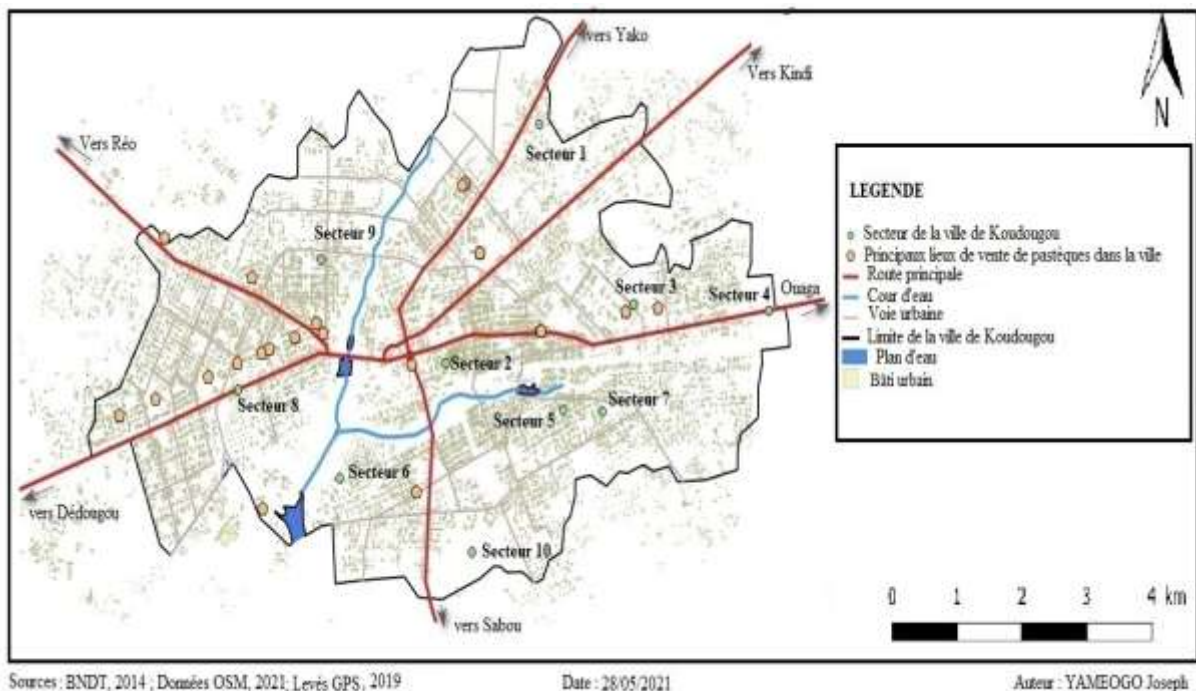 vers Yako
Vers Kindi
N
Vers Réo
Secteur 1
Secteur 9
Secteur 3
Secteur 4
Ouaga
Secteur 2
Secteur 8
Secteur 5
Secteur 7
Secteur 6
vers Dédougou
Secteur 10
vers Sabou
LEGENDE
Secteur de la ville de Koudougou
Principaux lieux de vente de pastèques dans la ville
Route principale
Cour d'eau
Voie urbaine
Limite de la ville de Koudougou
Plan d'eau
Bâti urbain
0 1 2 3 4 km
Sources : BNDT, 2014 ; Données OSM, 2021; Levés GPS, 2019
Date : 28/05/2021
Auteur : YAMEOGO Joseph